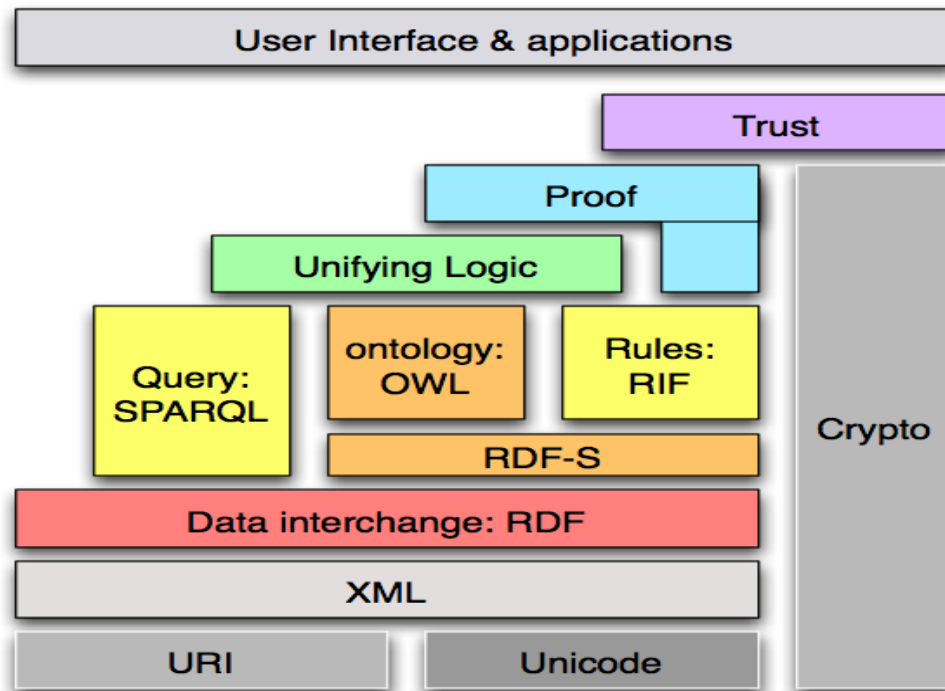 User Interface & applications
Trust
Proof
Unifying Logic
Query:
SPARQL
ontology:
OWL
Rules:
RIF
Crypto
RDF-S
Data interchange: RDF
XML
URI
Unicode